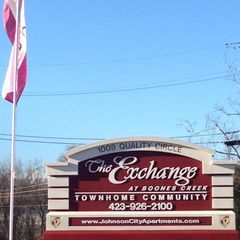 1008 QUALITY CIRCLE
The Exchange
AT BOONES CREEK
TOWNHOME COMMUNITY
423-926-2100
www.JohnsonCityApartments.com